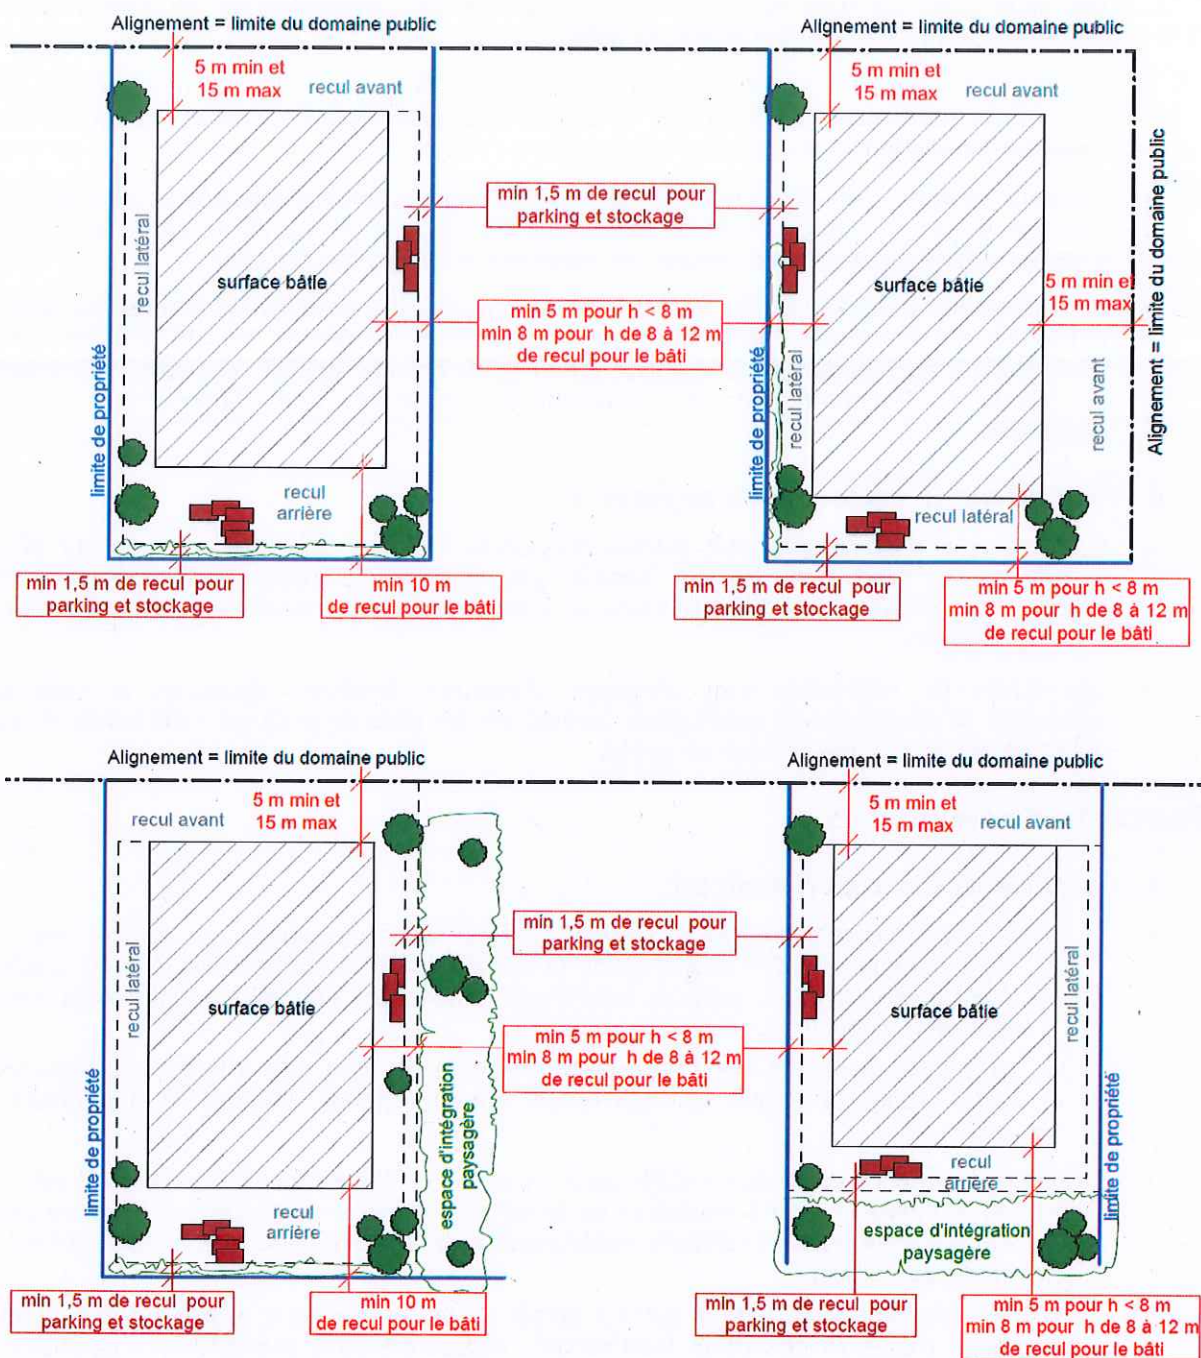 Alignement = limite du domaine public
5 m min et
15 m max
recul avant
recul latéral
surface bâtie
limite de propriété
recul
arrière
min 1,5 m de recul pour
parking et stockage
min 10 m
de recul pour le bâti
min 1,5 m de recul pour
parking et stockage
min 5 m pour h < 8 m
min 8 m pour h de 8 à 12 m
de recul pour le bâti
Alignement = limite du domaine public
5 m min et
15 m max
recul avant
surface bâtie
5 m min et
15 m max
Alignement = limite du domaine public
recul avant
limite de propriété
recul latéral
recul latéral
min 1,5 m de recul pour
parking et stockage
min 5 m pour h < 8 m
min 8 m pour h de 8 à 12 m
de recul pour le bâti
Alignement = limite du domaine public
recul avant
5 m min et
15 m max
recul latéral
surface bâtie
limite de propriété
espace d'intégration
paysagère
recul
arrière
min 1,5 m de recul pour
parking et stockage
min 10 m
de recul pour le bâti
min 1,5 m de recul pour
parking et stockage
min 5 m pour h < 8 m
min 8 m pour h de 8 à 12 m
de recul pour le bâti
Alignement = limite du domaine public
5 m min et
15 m max
recul avant
surface bâtie
recul latéral
limite de propriété
recul
arrière
espace d'intégration
paysagère
min 1,5 m de recul pour
parking et stockage
min 5 m pour h < 8 m
min 8 m pour h de 8 à 12 m
de recul pour le bâti